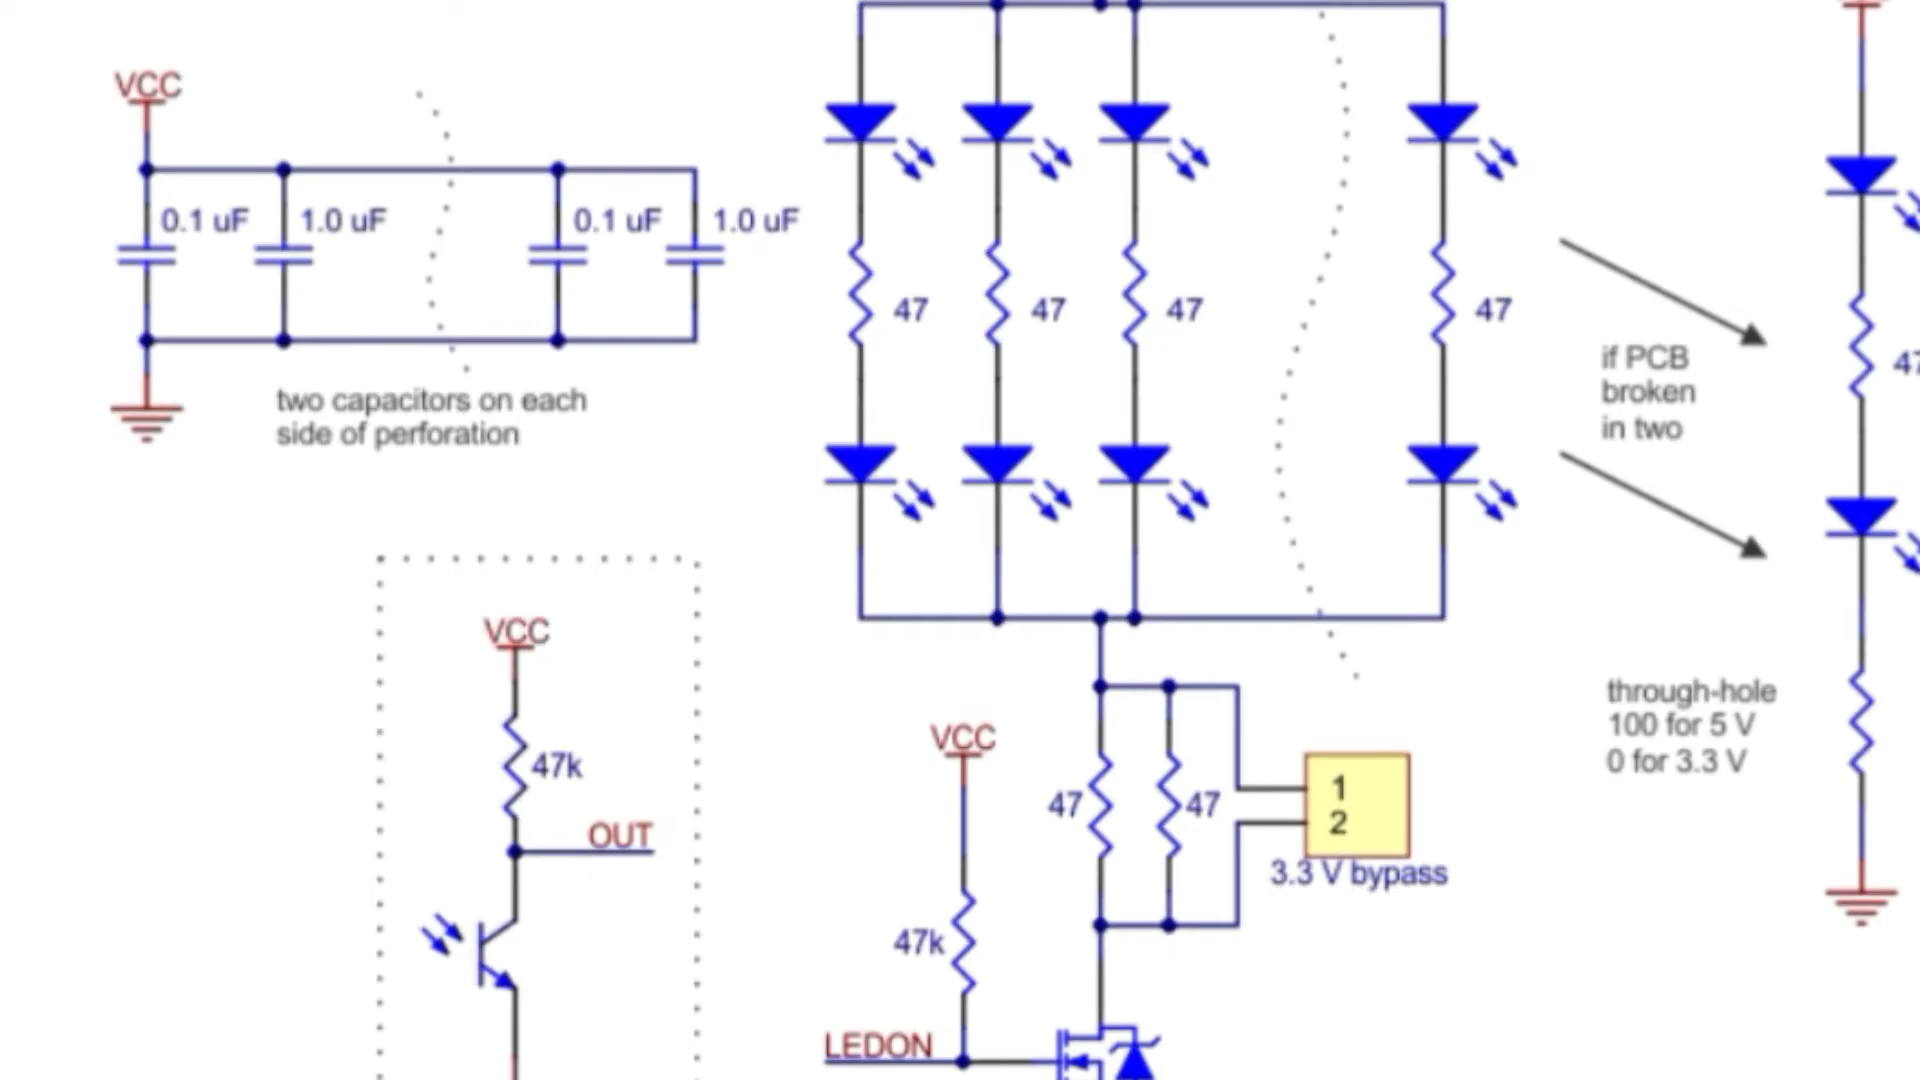 VCC
0.1 uF
1.0 uF
0.1 uF
1.0 uF
two capacitors on each
side of perforation
47
47
47
47
if PCB
broken
in two
47
VCC
47k
OUT
VCC
47
47
1
2
3.3 V bypass
through-hole
100 for 5 V
0 for 3.3 V
47k
LEDON